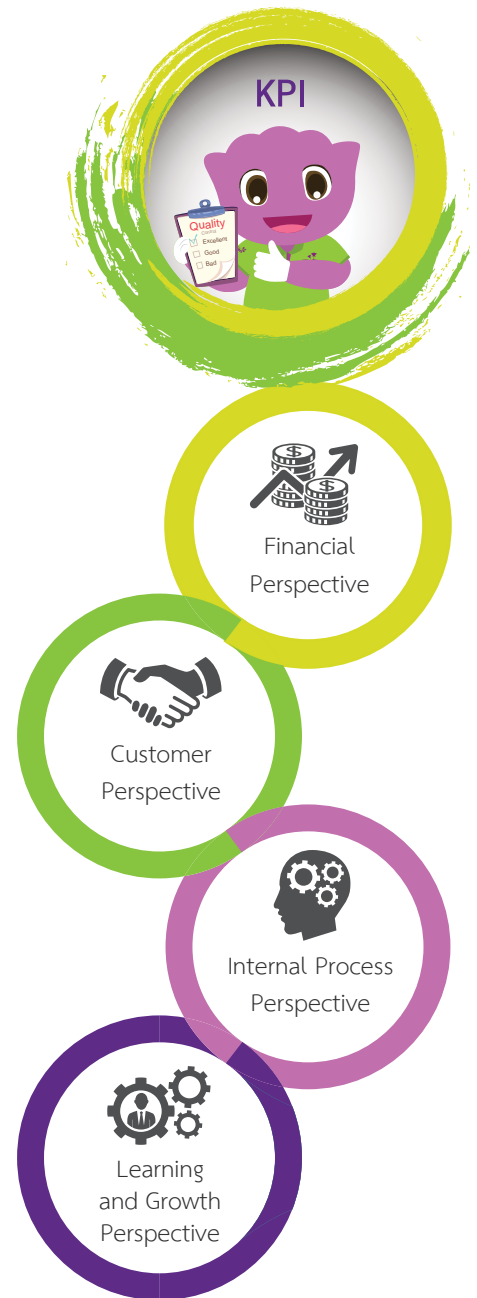 KPI
Quality
Excellent
Good
Bad
Financial
Perspective
Customer
Perspective
Internal Process
Perspective
Learning
and Growth
Perspective